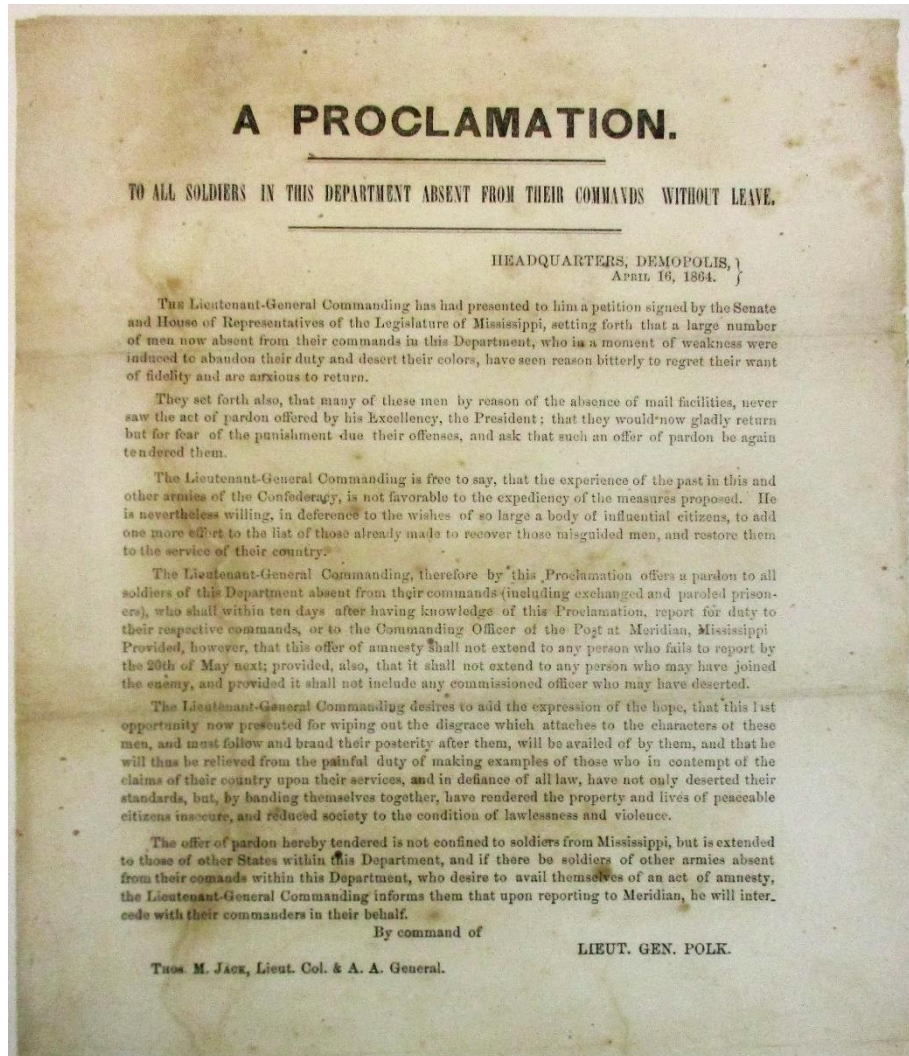 A PROCLAMATION.
TO ALL SOLDIERS IN THIS DEPARTMENT ABSENT FROM THEIR COMMANDS WITHOUT LEAVE.
HEADQUARTERS, DEMOPOLIS, }
APRIL 16, 1864. }
THE Lieutenant-General Commanding has had presented to him a petition signed by the Senate
and House of Representatives of the Legislature of Mississippi, setting forth that a large number
of men now absent from their commands in this Department, who in a moment of weakness were
induced to abandon their duty and desert their colors, have seen reason bitterly to regret their want
of fidelity and are anxious to return.
They set forth also, that many of these men by reason of the absence of mail facilities, never
saw the act of pardon offered by his Excellency, the President; that they would now gladly return
but for fear of the punishment due their offenses, and ask that such an offer of pardon be again
tendered them.
The Lieutenant-General Commanding is free to say, that the experience of the past in this and
other armies of the Confederacy, is not favorable to the expediency of the measures proposed. He
is nevertheless willing, in deference to the wishes of so large a body of influential citizens, to add
one more effort to the list of those already made to recover those misguided men, and restore them
to the service of their country.
The Lieutenant-General Commanding, therefore by this Proclamation offers a pardon to all
soldiers of this Department absent from their commands (including exchanged and paroled prison-
ers), who shall within ten days after having knowledge of this Proclamation, report for duty to
their respective commands, or to the Commanding Officer of the Post at Meridian, Mississippi
Provided, however, that this offer of amnesty shall not extend to any person who fails to report by
the 20th of May next; provided, also, that it shall not extend to any person who may have joined
the enemy, and provided it shall not include any commissioned officer who may have deserted.
The Lieutenant-General Commanding desires to add the expression of the hope, that this last
opportunity now presented for wiping out the disgrace which attaches to the characters of these
men, and must follow and brand their posterity after them, will be availed of by them, and that he
will thus be relieved from the painful duty of making examples of those who in contempt of the
claims of their country upon their services, and in defiance of all law, have not only deserted their
standards, but, by banding themselves together, have rendered the property and lives of peaceable
citizens insecure, and reduced society to the condition of lawlessness and violence.
The offer of pardon hereby tendered is not confined to soldiers from Mississippi, but is extended
to those of other States within this Department, and if there be soldiers of other armies absent
from their comands within this Department, who desire to avail themselves of an act of amnesty,
the Lieutenant-General Commanding informs them that upon reporting to Meridian, he will inter-
cede with their commanders in their behalf.
By command of
LIEUT. GEN. POLK.
THOS. M. JACK, Lieut. Col. & A. A. General.